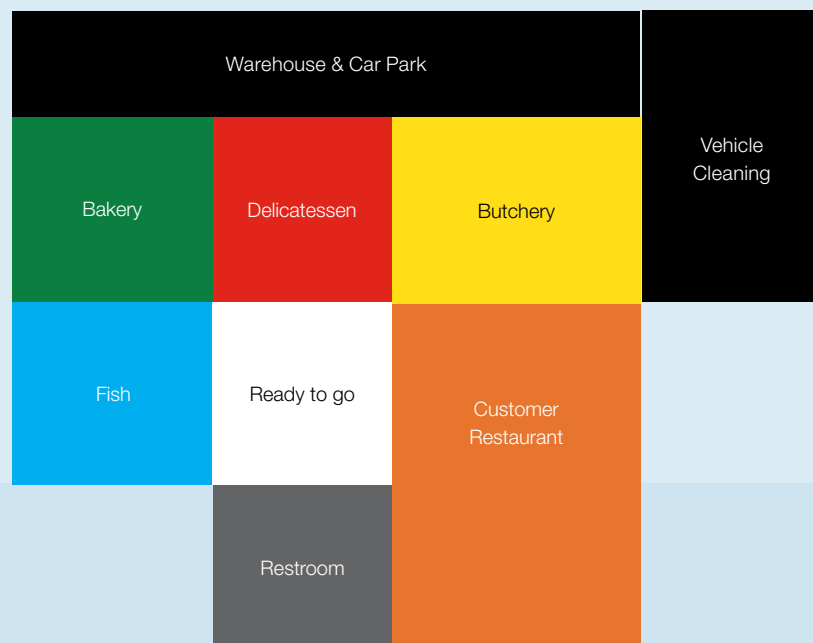 Warehouse & Car Park
Vehicle
Cleaning
Bakery
Delicatessen
Butchery
Fish
Ready to go
Customer
Restaurant
Restroom